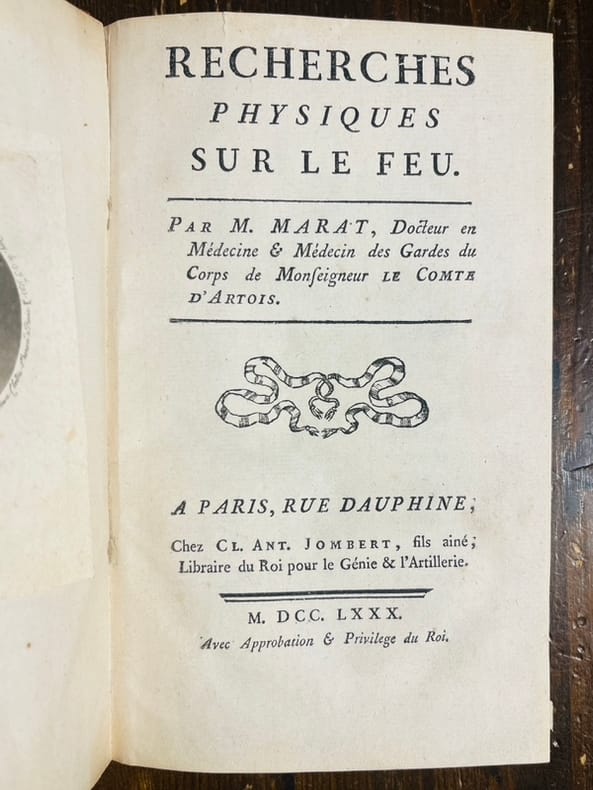 RECHERCHES
PHYSIQUES
SUR LE FEU.
PAR M. MARAT, Docteur en
Médecine & Médecin des Gardes du
Corps de Monſeigneur LE COMTE
D'ARTOIS.
A PARIS, RUE DAUPHINE;
Chez CL. ANT. JOMBERT, fils ainé;
Libraire du Roi pour le Génie & l'Artillerie.
M. DCC. LXXX.
Avec Approbation & Privilege du Roi.